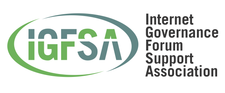 IGFSA
Internet
Governance
Forum
Support
Association